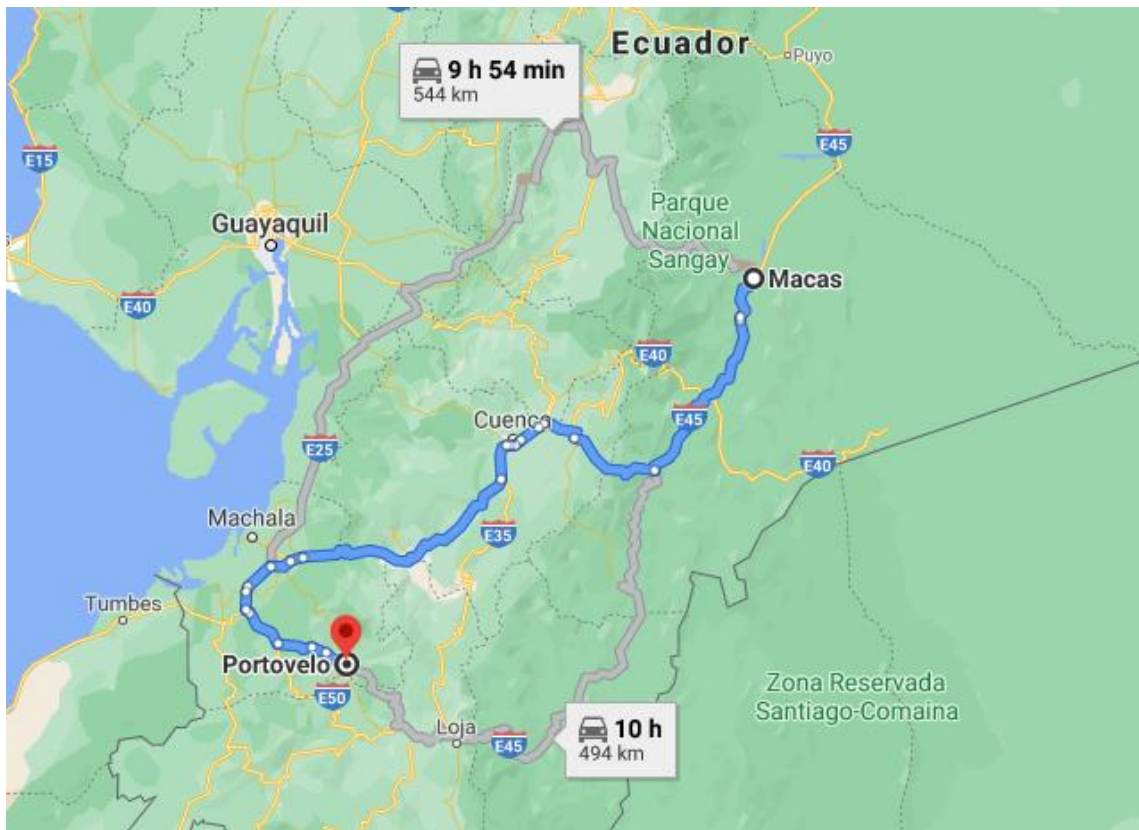 Ecuador
Puyo
9 h 54 min
544 km
E15
E45
Parque
Nacional
Sangay
Guayaquil
Macas
E40
E40
E45
Cuenca
E25
E40
Machala
E35
Tumbes
Portovelo
E50
Zona Reservada
Santiago-Comaina
Loja
E45
10 h
494 km